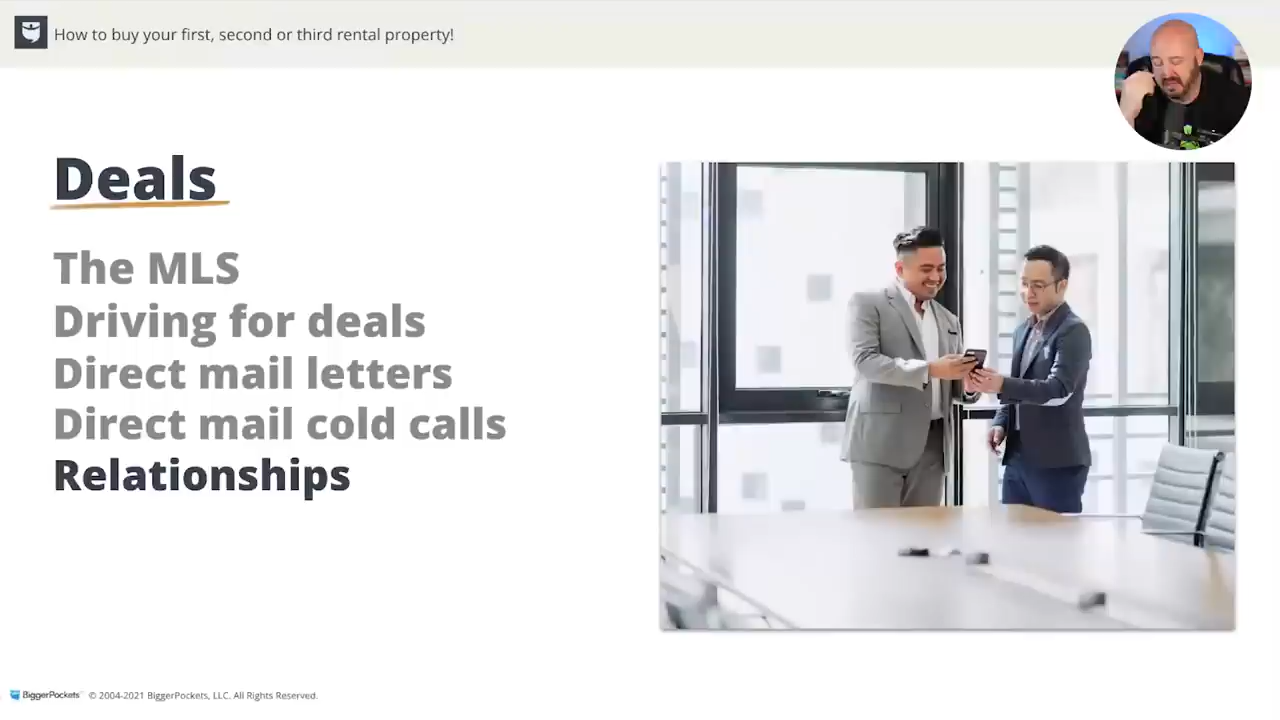 How to buy your first, second or third rental property!
Deals
The MLS
Driving for deals
Direct mail letters
Direct mail cold calls
Relationships
BiggerPockets © 2004-2021 BiggerPockets, LLC. All Rights Reserved.